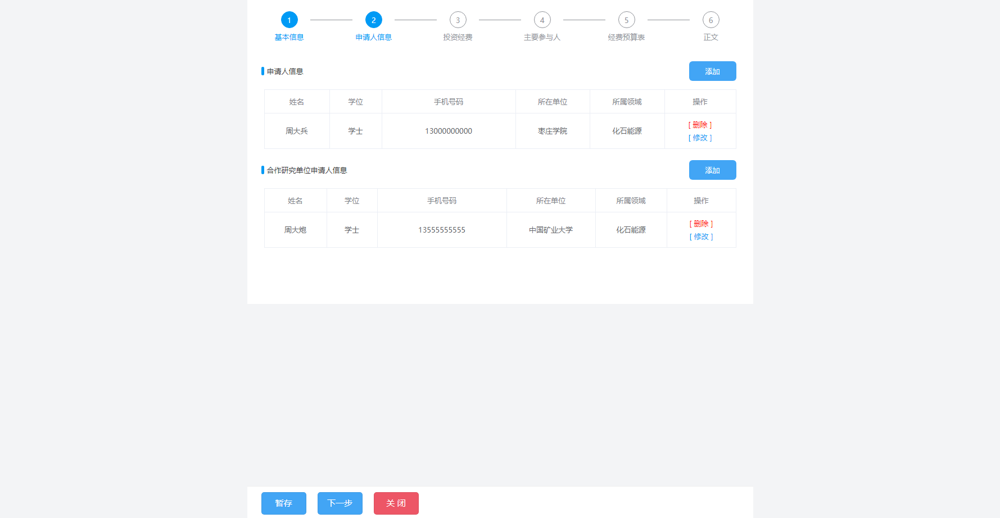 1 2 3 4 5 6
基本信息 申请人信息 投资经费 主要参与人 经费预算表 正文
申请人信息 添加
姓名 学位 手机号码 所在单位 所属领域 操作
周大兵 学士 13000000000 枣庄学院 化石能源 [ 删除 ]
[ 修改 ]
合作研究单位申请人信息 添加
姓名 学位 手机号码 所在单位 所属领域 操作
周大炮 学士 13555555555 中国矿业大学 化石能源 [ 删除 ]
[ 修改 ]
暂存 下一步 关 闭